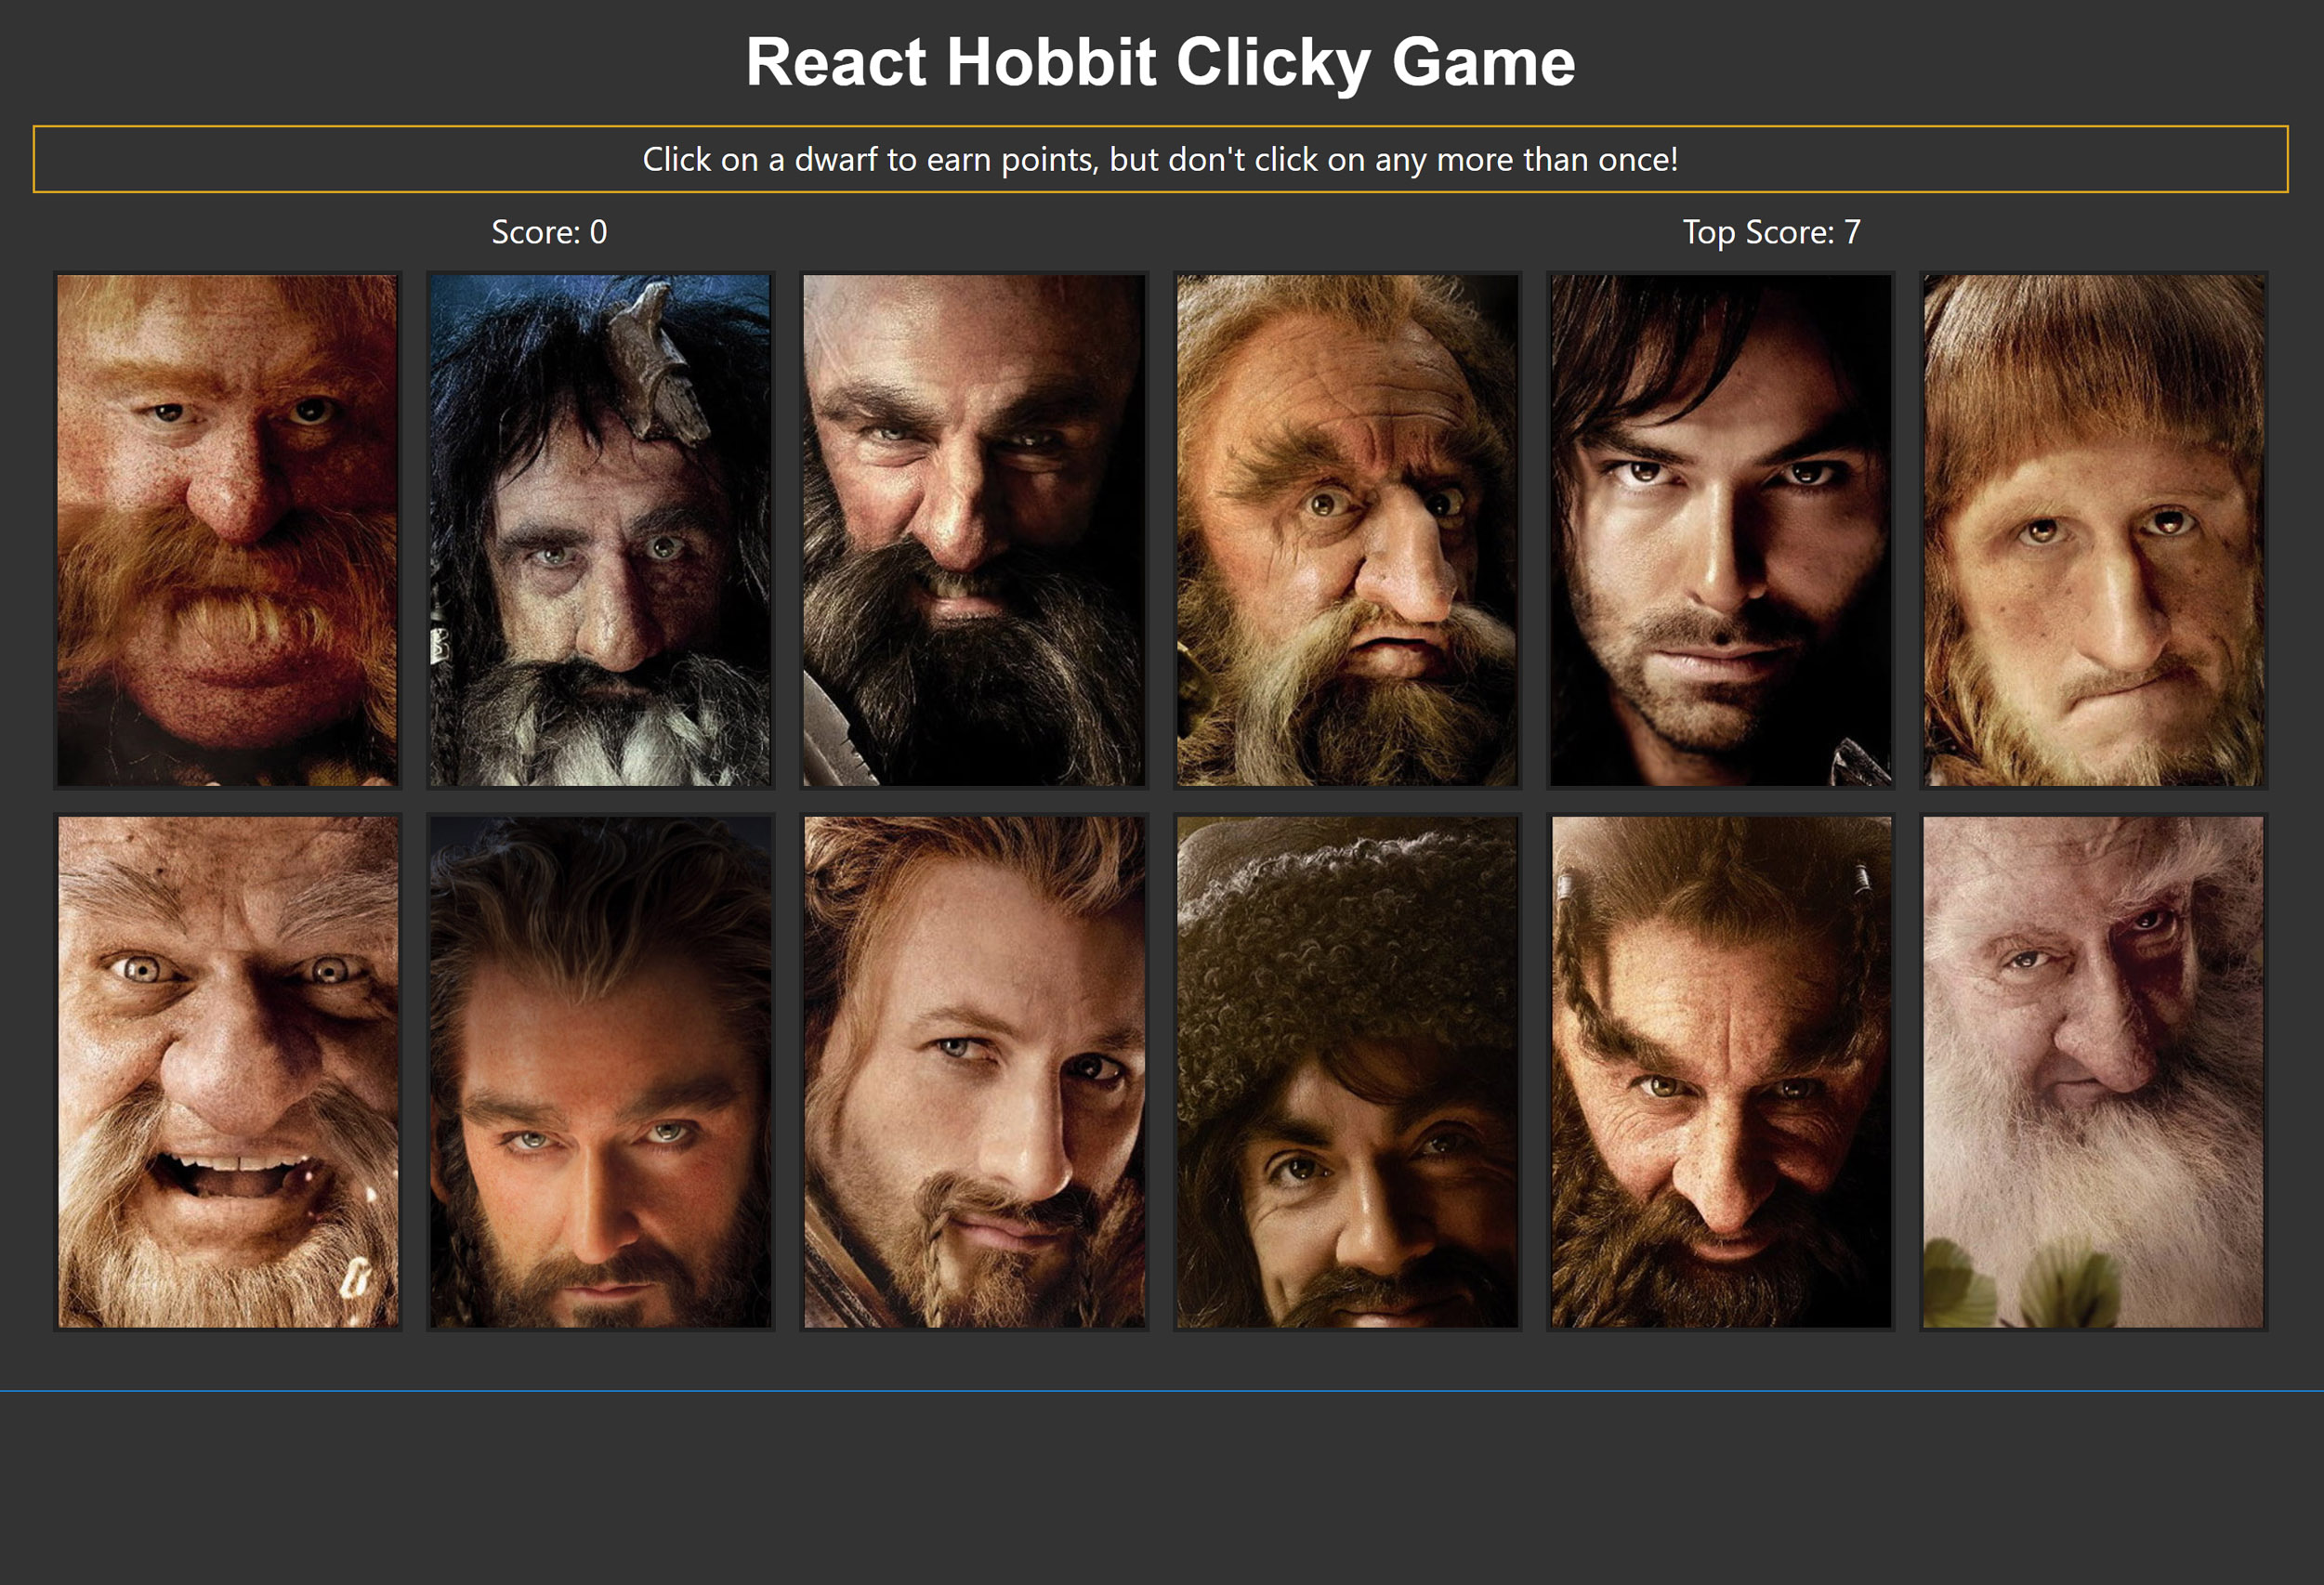 React Hobbit Clicky Game
Click on a dwarf to earn points, but don't click on any more than once!
Score: 0
Top Score: 7